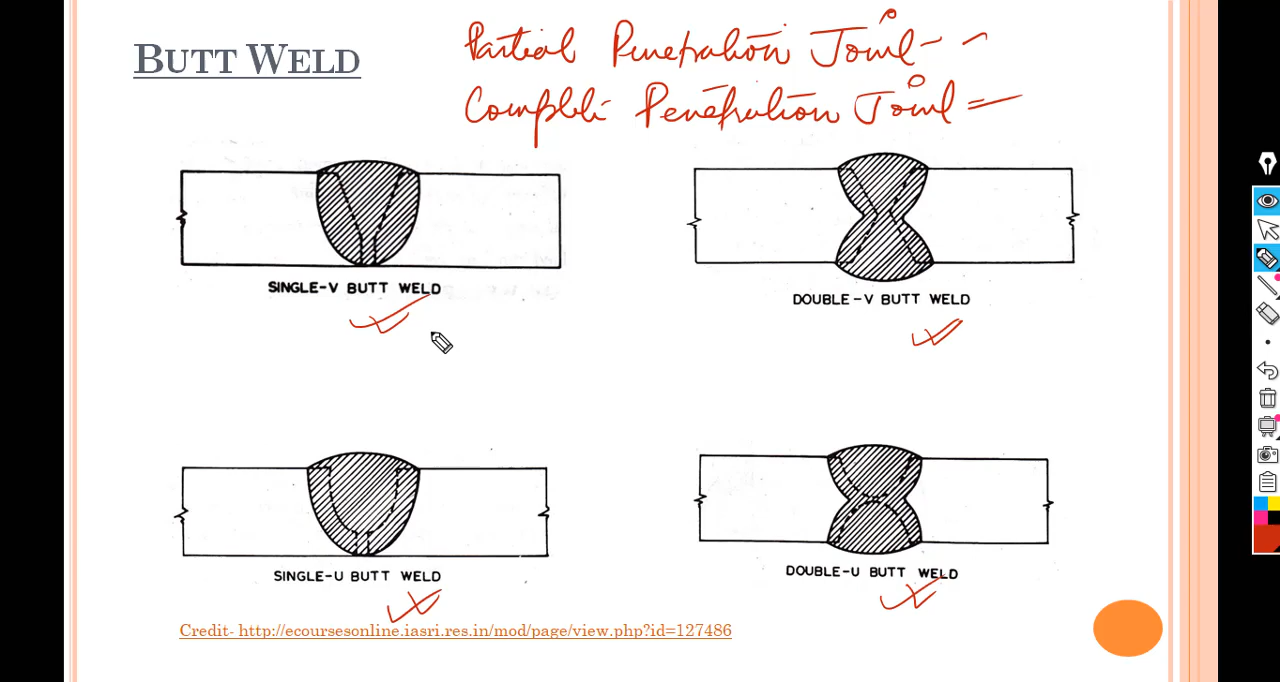 BUTT WELD
Partial Penetration Joint -
Complete Penetration Joint =
SINGLE-V BUTT WELD
DOUBLE-V BUTT WELD
SINGLE-U BUTT WELD
DOUBLE-U BUTT WELD
Credit- http://ecoursesonline.iasri.res.in/mod/page/view.php?id=127486